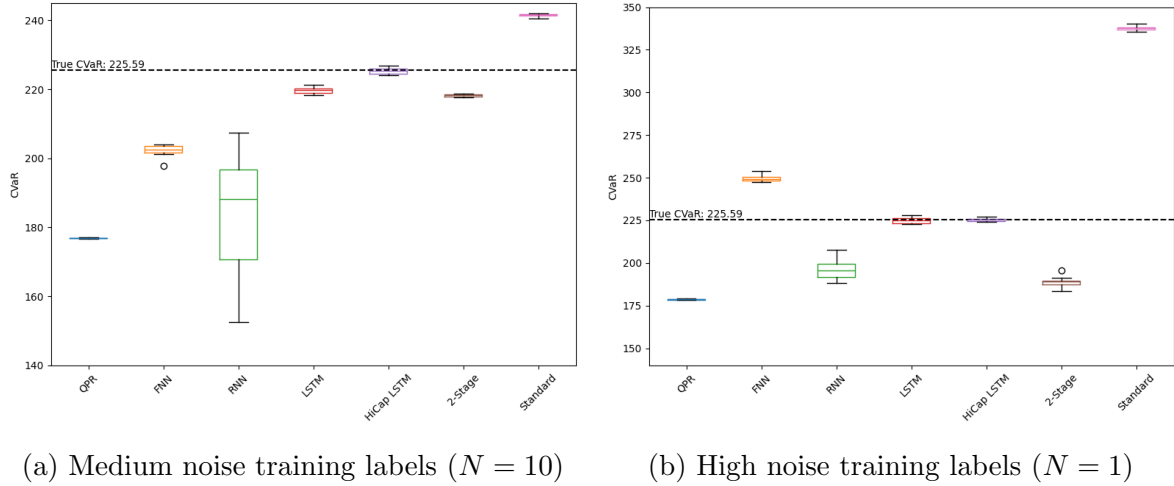 240
220
200
180
160
140
CVaR
True CVaR: 225.59
QPR
FNN
RNN
LSTM
HiCap LSTM
2-Stage
Standard
(a) Medium noise training labels (N = 10)
350
325
300
275
250
225
200
175
150
CVaR
True CVaR: 225.59
QPR
FNN
RNN
LSTM
HiCap LSTM
2-Stage
Standard
(b) High noise training labels (N = 1)